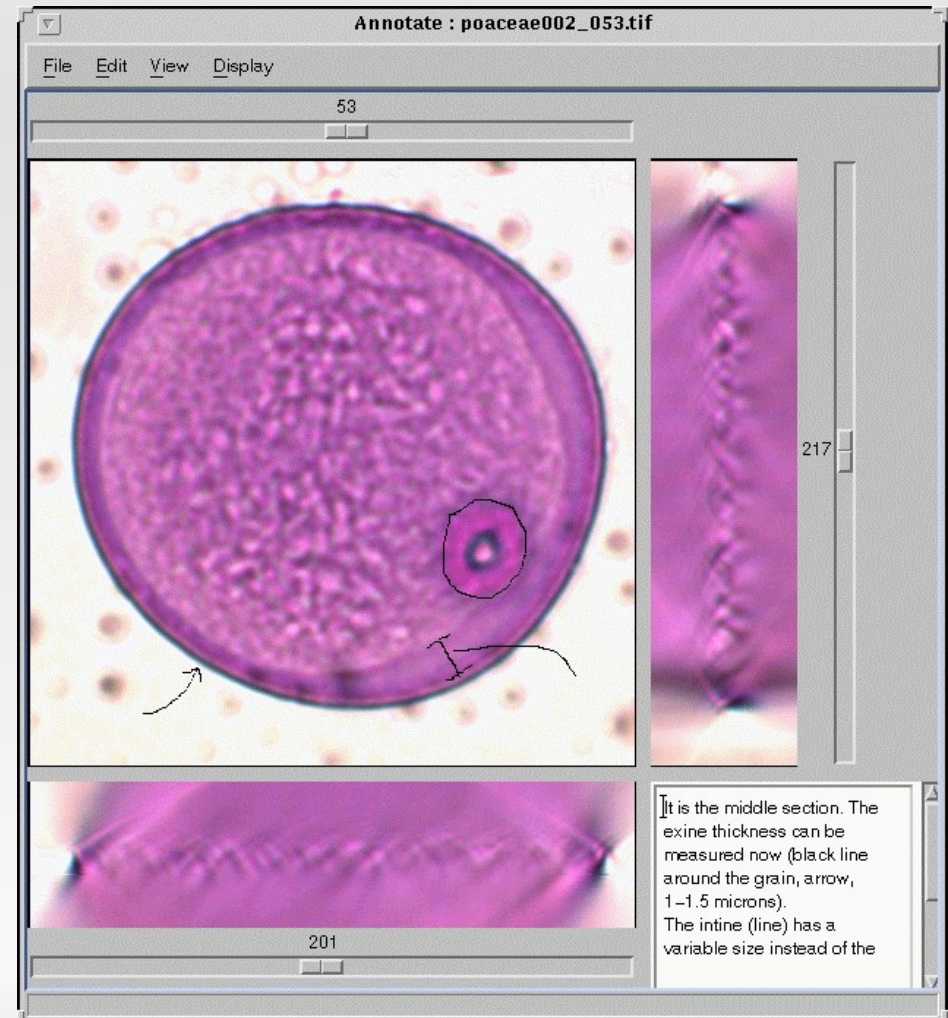 Annotate : poaceae002_053.tif
File Edit View Display
53
217
201
It is the middle section. The
exine thickness can be
measured now (black line
around the grain, arrow,
1–1.5 microns).
The intine (line) has a
variable size instead of the